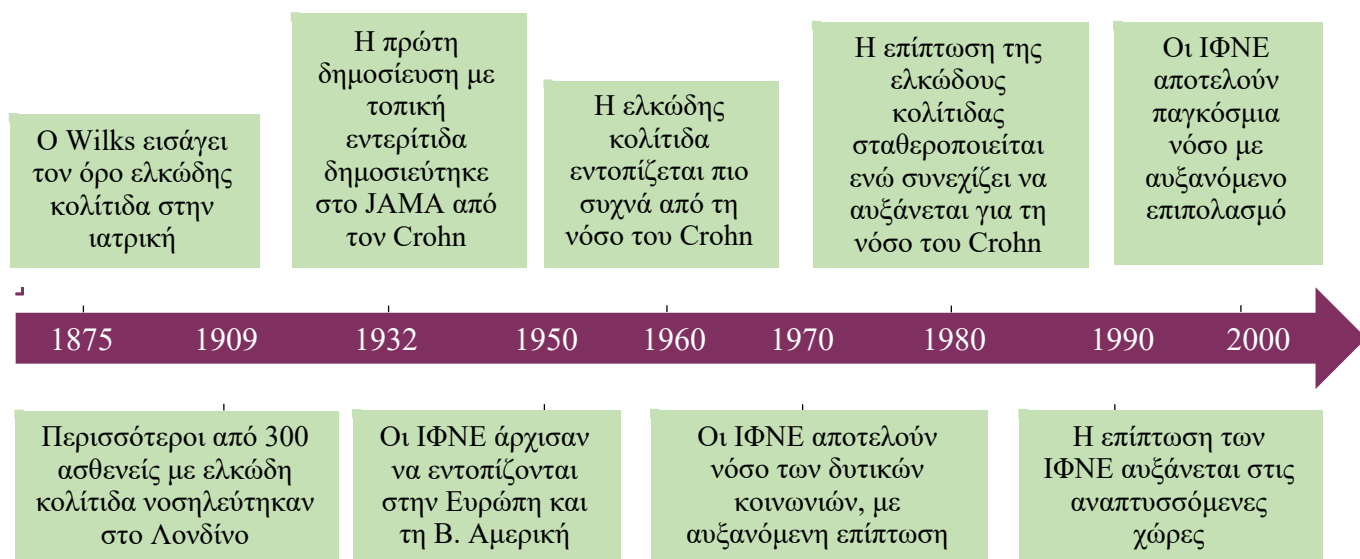 Ο Wilks εισάγει
τον όρο ελκώδης
κολίτιδα στην
ιατρική
Η πρώτη
δημοσίευση με
τοπική
εντερίτιδα
δημοσιεύτηκε
στο JAMA από
τον Crohn
Η ελκώδης
κολίτιδα
εντοπίζεται πιο
συχνά από τη
νόσο του Crohn
Η επίπτωση της
ελκώδους
κολίτιδας
σταθεροποιείται
ενώ συνεχίζει να
αυξάνεται για τη
νόσο του Crohn
Οι ΙΦΝΕ
αποτελούν
παγκόσμια
νόσο με
αυξανόμενο
επιπολασμό
1875 1909 1932 1950 1960 1970 1980 1990 2000
Περισσότεροι από 300
ασθενείς με ελκώδη
κολίτιδα νοσηλεύτηκαν
στο Λονδίνο
Οι ΙΦΝΕ άρχισαν
να εντοπίζονται
στην Ευρώπη και
τη Β. Αμερική
Οι ΙΦΝΕ αποτελούν
νόσο των δυτικών
κοινωνιών, με
αυξανόμενη επίπτωση
Η επίπτωση των
ΙΦΝΕ αυξάνεται στις
αναπτυσσόμενες
χώρες